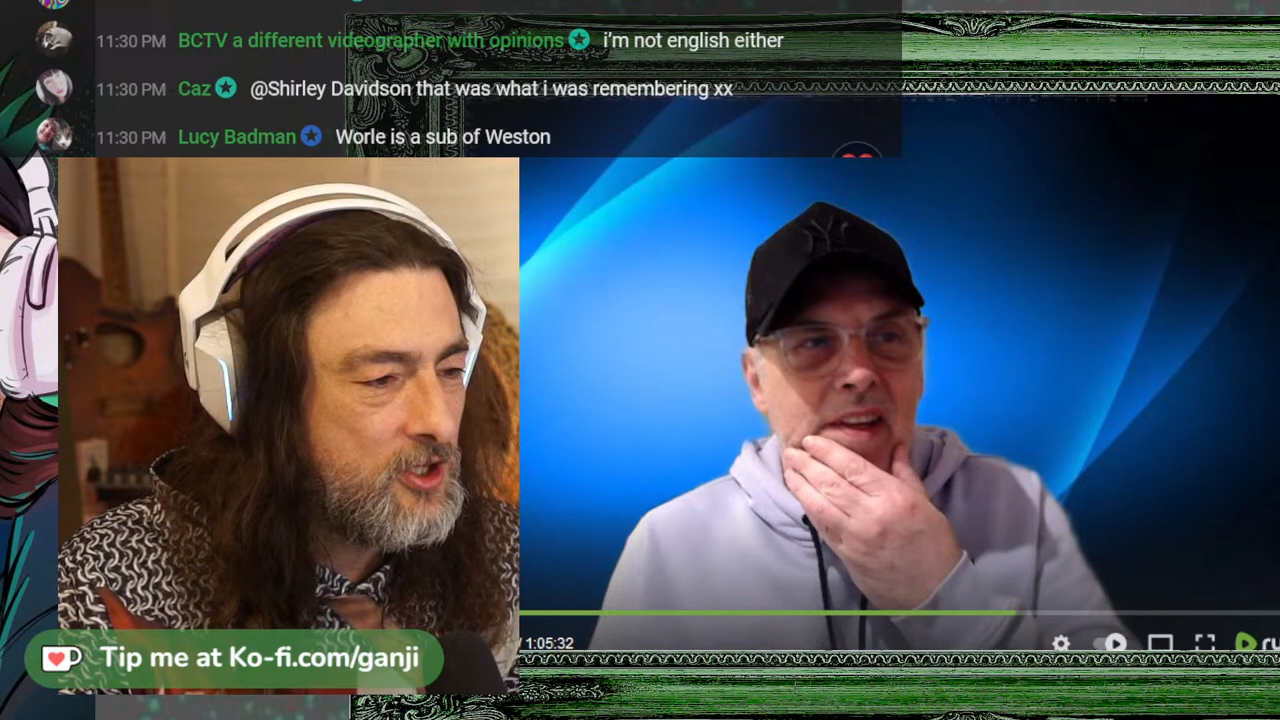 11:30 PM BCTV a different videographer with opinions i'm not english either
11:30 PM Caz @Shirley Davidson that was what i was remembering xx
11:30 PM Lucy Badman Worle is a sub of Weston
NY
/ 1:05:32
Tip me at Ko-fi.com/ganji